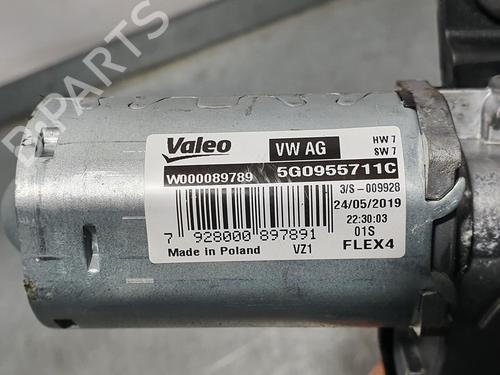 B-PARTS
Valeo
VW AG
HW 7
SW 7
W000089789
5G0955711C
3/S-009928
24/05/2019
22:30:03
7 928000 897891
01S
Made in Poland
VZ1
FLEX4